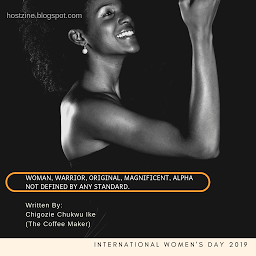 hostzine.blogspot.com
WOMAN, WARRIOR, ORIGINAL, MAGNIFICENT, ALPHA
NOT DEFINED BY ANY STANDARD.
Written By:
Chigozie Chukwu Ike
(The Coffee Maker)
INTERNATIONAL WOMEN'S DAY 2019